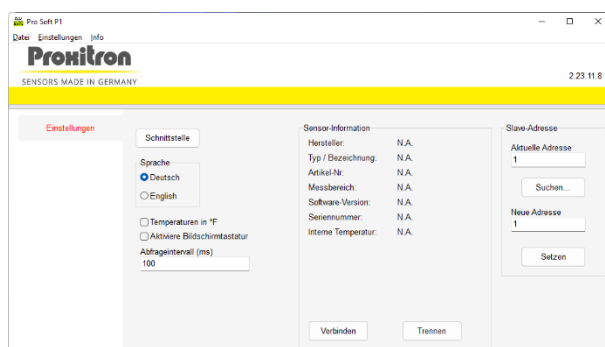 Pro Soft P1
Datei Einstellungen Info
Proxitron
SENSORS MADE IN GERMANY
2.23.11.8
Einstellungen
Schnittstelle
Sprache
Deutsch
English
Temperaturen in °F
Aktiviere Bildschirmtastatur
Abfrageintervall (ms)
100
Sensor-Information
Hersteller: N.A.
Typ / Bezeichnung: N.A.
Artikel-Nr: N.A.
Messbereich: N.A.
Software-Version: N.A.
Seriennummer: N.A.
Interne Temperatur: N.A.
Verbinden Trennen
Slave-Adresse
Aktuelle Adresse
1
Suchen...
Neue Adresse
1
Setzen